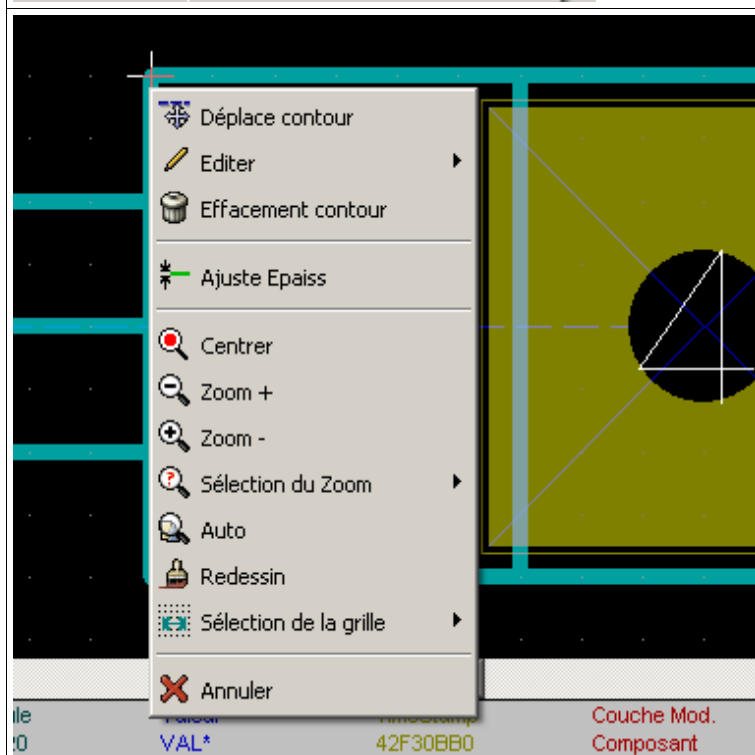 Déplace contour
Editer
Effacement contour
Ajuste Epaiss
Centrer
Zoom +
Zoom -
Sélection du Zoom
Auto
Redessin
Sélection de la grille
Annuler
Couche Mod.
VAL* 42F30BB0 Composant